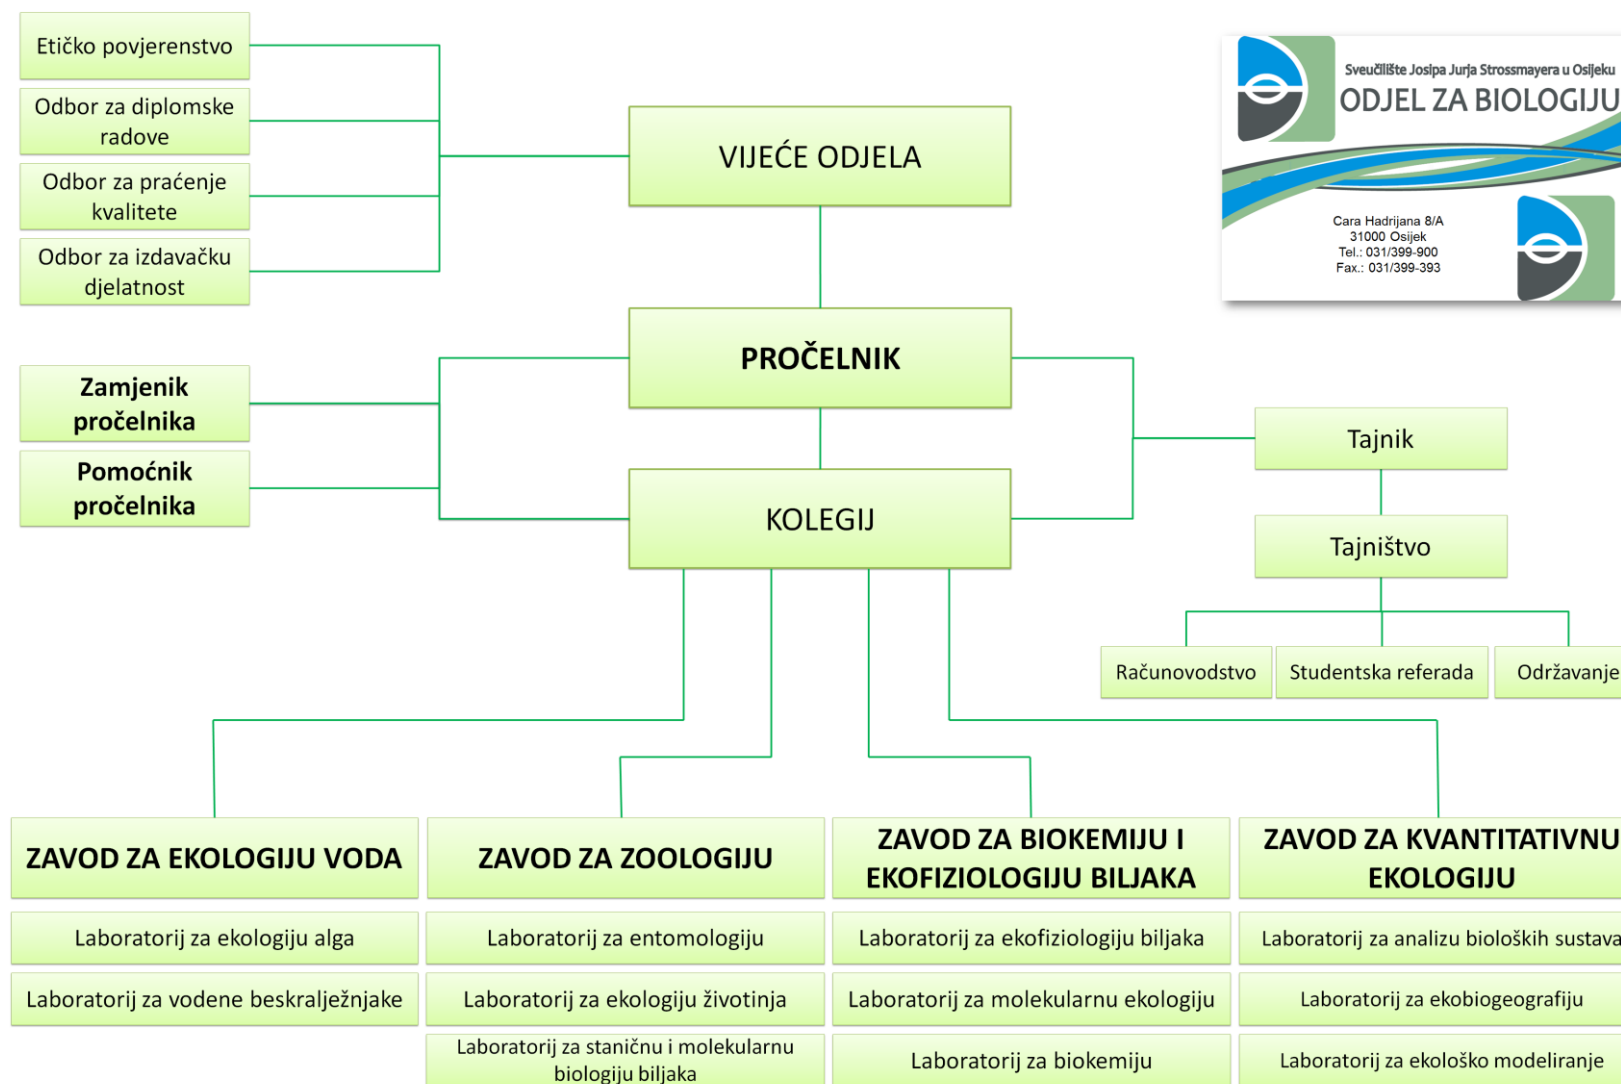 Etičko povjerenstvo
Odbor za diplomske
radove
Odbor za praćenje
kvalitete
Odbor za izdavačku
djelatnost
VIJEĆE ODJELA
Sveučilište Josipa Jurja Strossmayera u Osijeku
ODJEL ZA BIOLOGIJU
Cara Hadrijana 8/A
31000 Osijek
Tel.: 031/399-900
Fax.: 031/399-393
PROČELNIK
Zamjenik
pročelnika
Pomoćnik
pročelnika
KOLEGIJ
Tajnik
Tajništvo
Računovodstvo
Studentska referada
Održavanje
ZAVOD ZA EKOLOGIJU VODA
Laboratorij za ekologiju alga
Laboratorij za vodene beskralježnjake
ZAVOD ZA ZOOLOGIJU
Laboratorij za entomologiju
Laboratorij za ekologiju životinja
Laboratorij za staničnu i molekularnu
biologiju biljaka
ZAVOD ZA BIOKEMIJU I
EKOFIZIOLOGIJU BILJAKA
Laboratorij za ekofiziologiju biljaka
Laboratorij za molekularnu ekologiju
Laboratorij za biokemiju
ZAVOD ZA KVANTITATIVNU
EKOLOGIJU
Laboratorij za analizu bioloških sustava
Laboratorij za ekobiogeografiju
Laboratorij za ekološko modeliranje